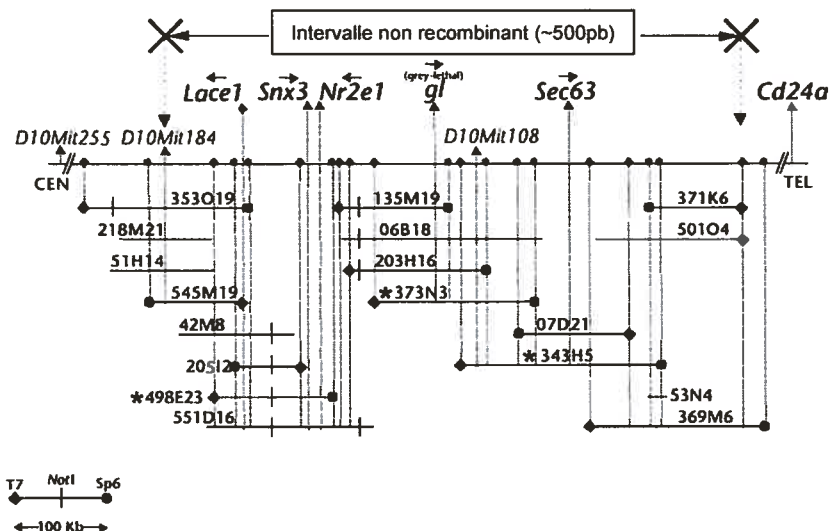 Intervalle non recombinant (~500pb)
(grey-lethal)
Lace1 Snx3 Nr2e1 gl Sec63 Cd24a
D10Mit255 D10Mit184 D10Mit108
CEN TEL
353O19 135M19 371K6
218M21 06B18 501O4
51H14 203H16
545M19 *373N3
42M8 07D21
205I2 *343H5
*498E23 53N4
551D16 369M6
T7 NotI Sp6
100 Kb